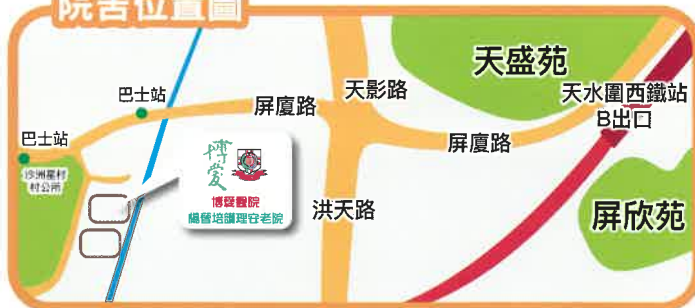 院舍位置圖
天盛苑
天影路
天水圍西鐵站
B出口
巴士站
屏廈路
屏廈路
巴士站
沙洲里村
村公所
博愛
博愛醫院
楊晉培護理安老院
洪天路
屏欣苑